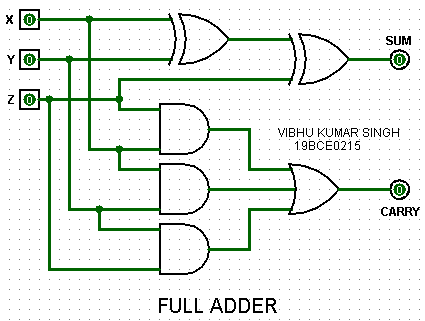 X 0
SUM
Y 0 0
Z 0
VIBHU KUMAR SINGH
19BCE0215
0
CARRY
FULL ADDER